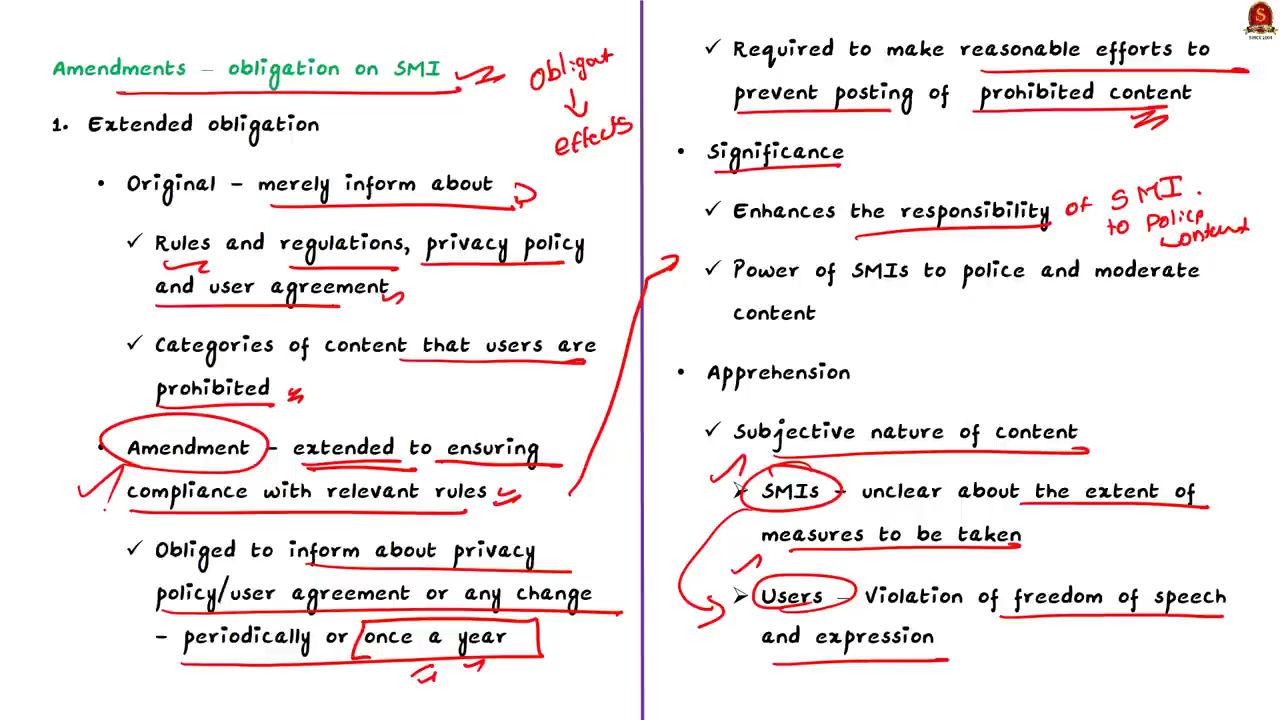 Amendments – obligation on SMI
obligat
effects
1. Extended obligation
• Original – merely inform about
✓ Rules and regulations, privacy policy
and user agreement
✓ Categories of content that users are
prohibited
• Amendment – extended to ensuring
compliance with relevant rules
✓ Obliged to inform about privacy
policy/user agreement or any change
– periodically or once a year
✓ Required to make reasonable efforts to
prevent posting of prohibited content
• Significance
✓ Enhances the responsibility of SMI.
to police
content
✓ Power of SMIs to police and moderate
content
• Apprehension
✓ Subjective nature of content
➢ SMIs – unclear about the extent of
measures to be taken
➢ Users – Violation of freedom of speech
and expression
S
SINCE 2004